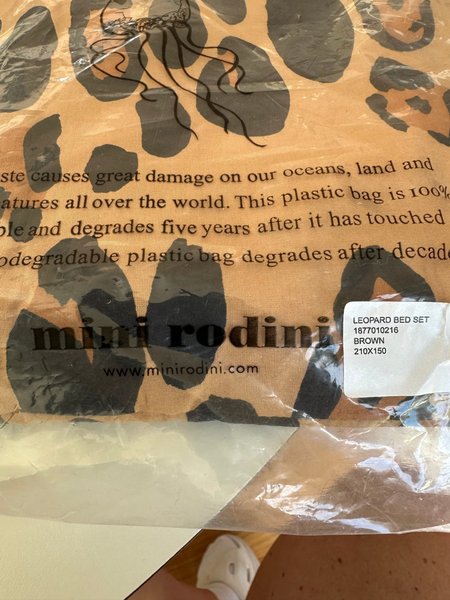 ste causes great damage on our oceans, land and
atures all over the world. This plastic bag is 100%
ble and degrades five years after it has touched
odegradable plastic bag degrades after decad
mini rodini
www.minirodini.com
LEOPARD BED SET
1877010216
BROWN
210X150